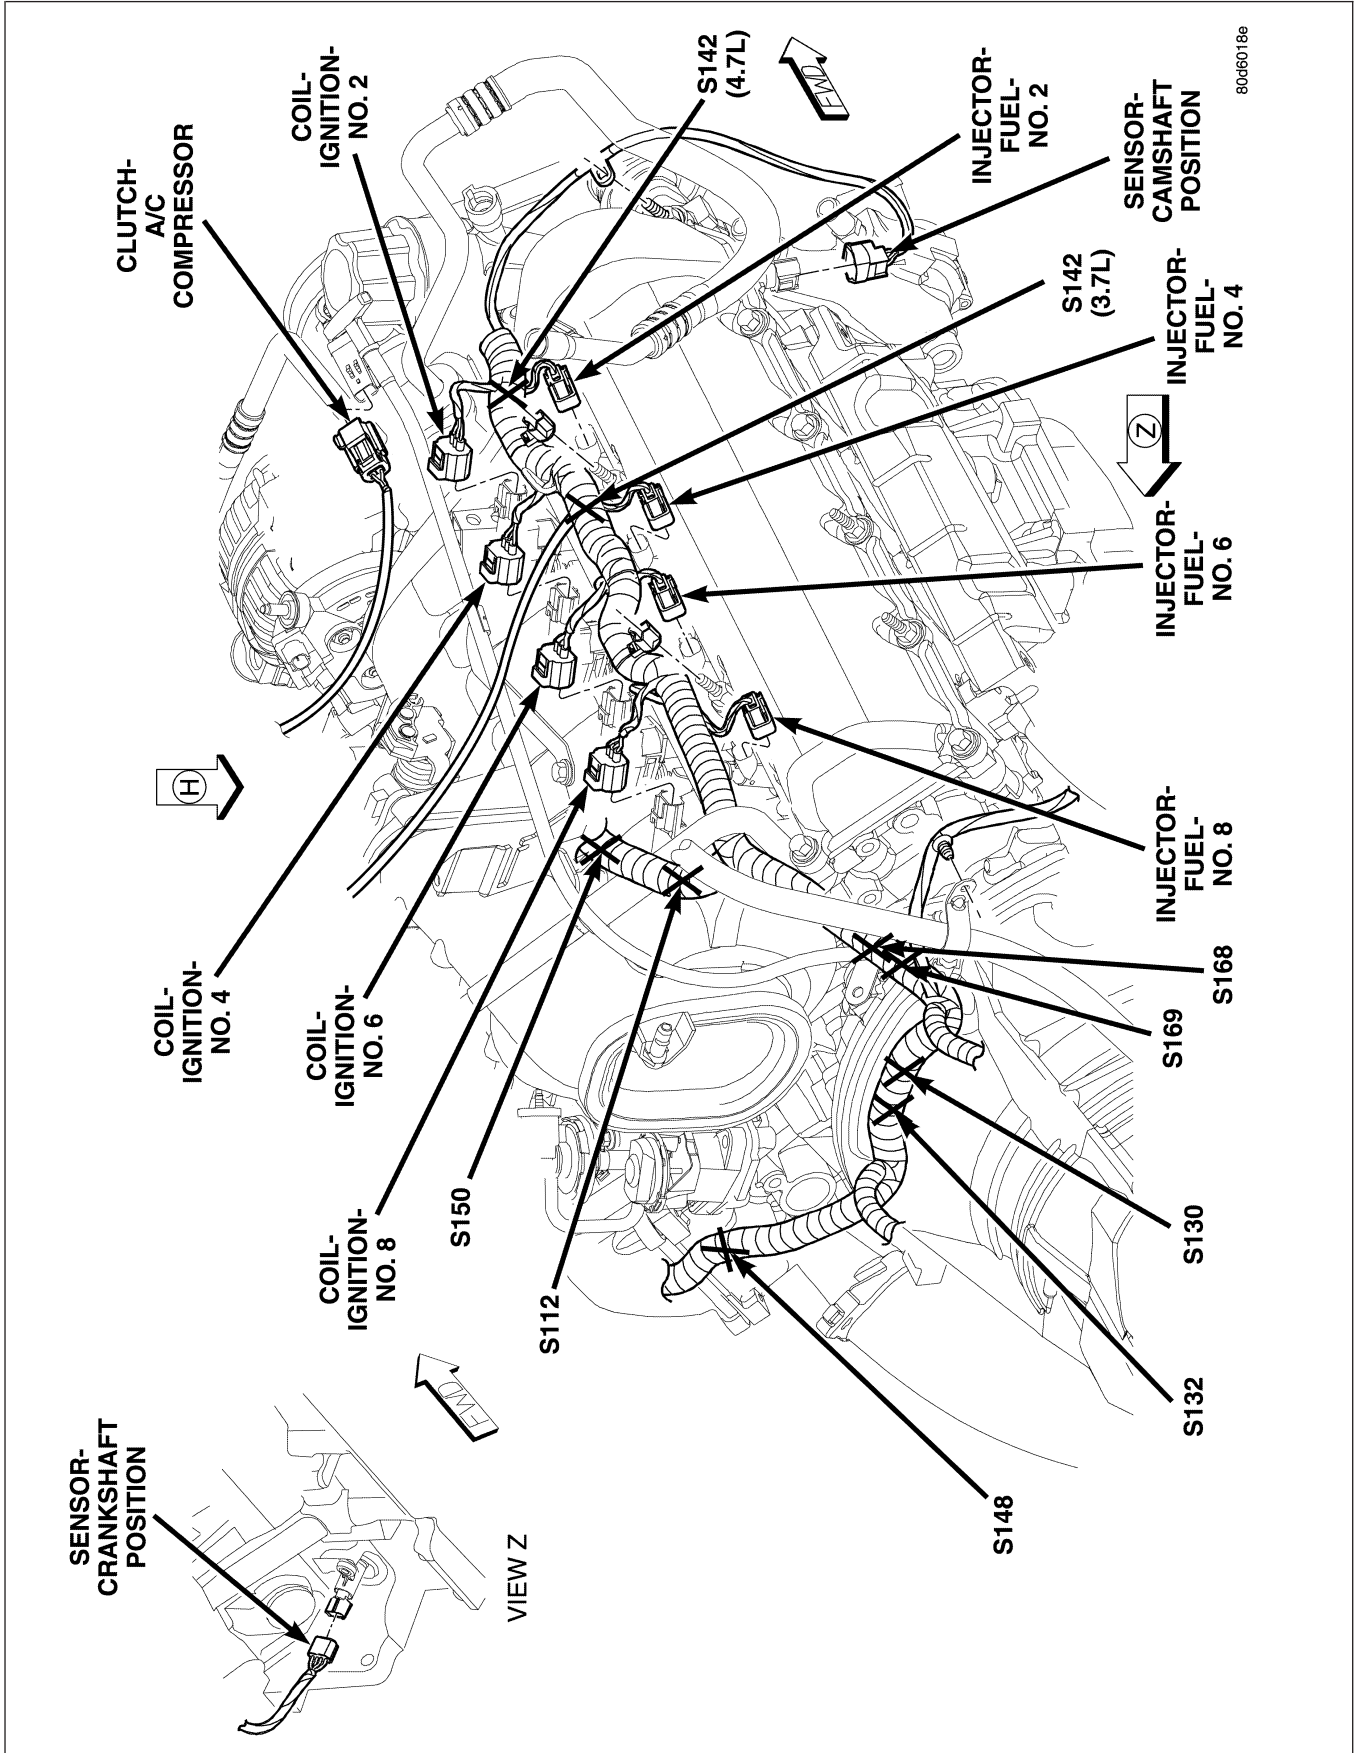 SENSOR-
CRANKSHAFT
POSITION
VIEW Z
FWD
COIL-
IGNITION-
NO. 4
COIL-
IGNITION-
NO. 6
COIL-
IGNITION-
NO. 8
S150
S112
H
CLUTCH-
A/C
COMPRESSOR
COIL-
IGNITION-
NO. 2
S142
(4.7L)
FWD
INJECTOR-
FUEL-
NO. 2
SENSOR-
CAMSHAFT
POSITION
S142
(3.7L)
INJECTOR-
FUEL-
NO. 4
Z
INJECTOR-
FUEL-
NO. 6
INJECTOR-
FUEL-
NO. 8
S168
S169
S130
S132
S148
80d6018e